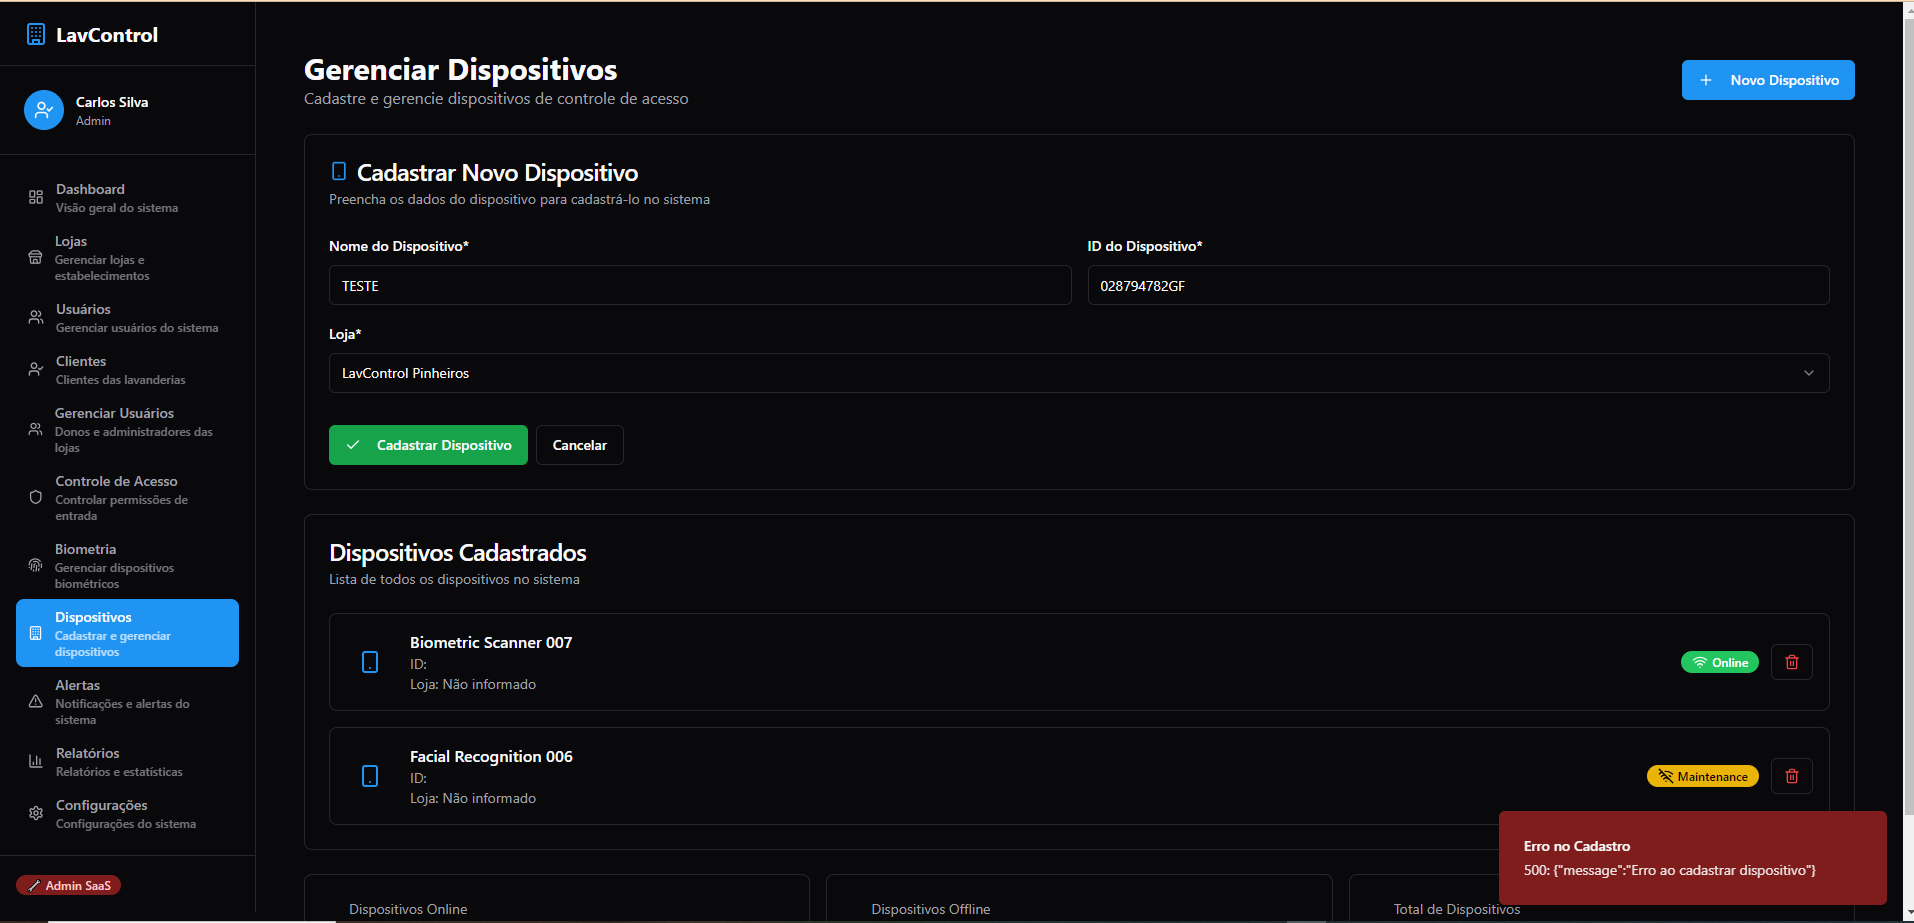 LavControl
Carlos Silva
Admin
Dashboard
Visão geral do sistema
Lojas
Gerenciar lojas e
estabelecimentos
Usuários
Gerenciar usuários do sistema
Clientes
Clientes das lavanderias
Gerenciar Usuários
Donos e administradores das
lojas
Controle de Acesso
Controlar permissões de
entrada
Biometria
Gerenciar dispositivos
biométricos
Dispositivos
Cadastrar e gerenciar
dispositivos
Alertas
Notificações e alertas do
sistema
Relatórios
Relatórios e estatísticas
Configurações
Configurações do sistema
Admin SaaS
Gerenciar Dispositivos
Cadastre e gerencie dispositivos de controle de acesso
Novo Dispositivo
Cadastrar Novo Dispositivo
Preencha os dados do dispositivo para cadastrá-lo no sistema
Nome do Dispositivo*
TESTE
ID do Dispositivo*
028794782GF
Loja*
LavControl Pinheiros
Cadastrar Dispositivo
Cancelar
Dispositivos Cadastrados
Lista de todos os dispositivos no sistema
Biometric Scanner 007
ID:
Loja: Não informado
Online
Facial Recognition 006
ID:
Loja: Não informado
Maintenance
Dispositivos Online
Dispositivos Offline
Total de Dispositivos
Erro no Cadastro
500: {"message":"Erro ao cadastrar dispositivo"}